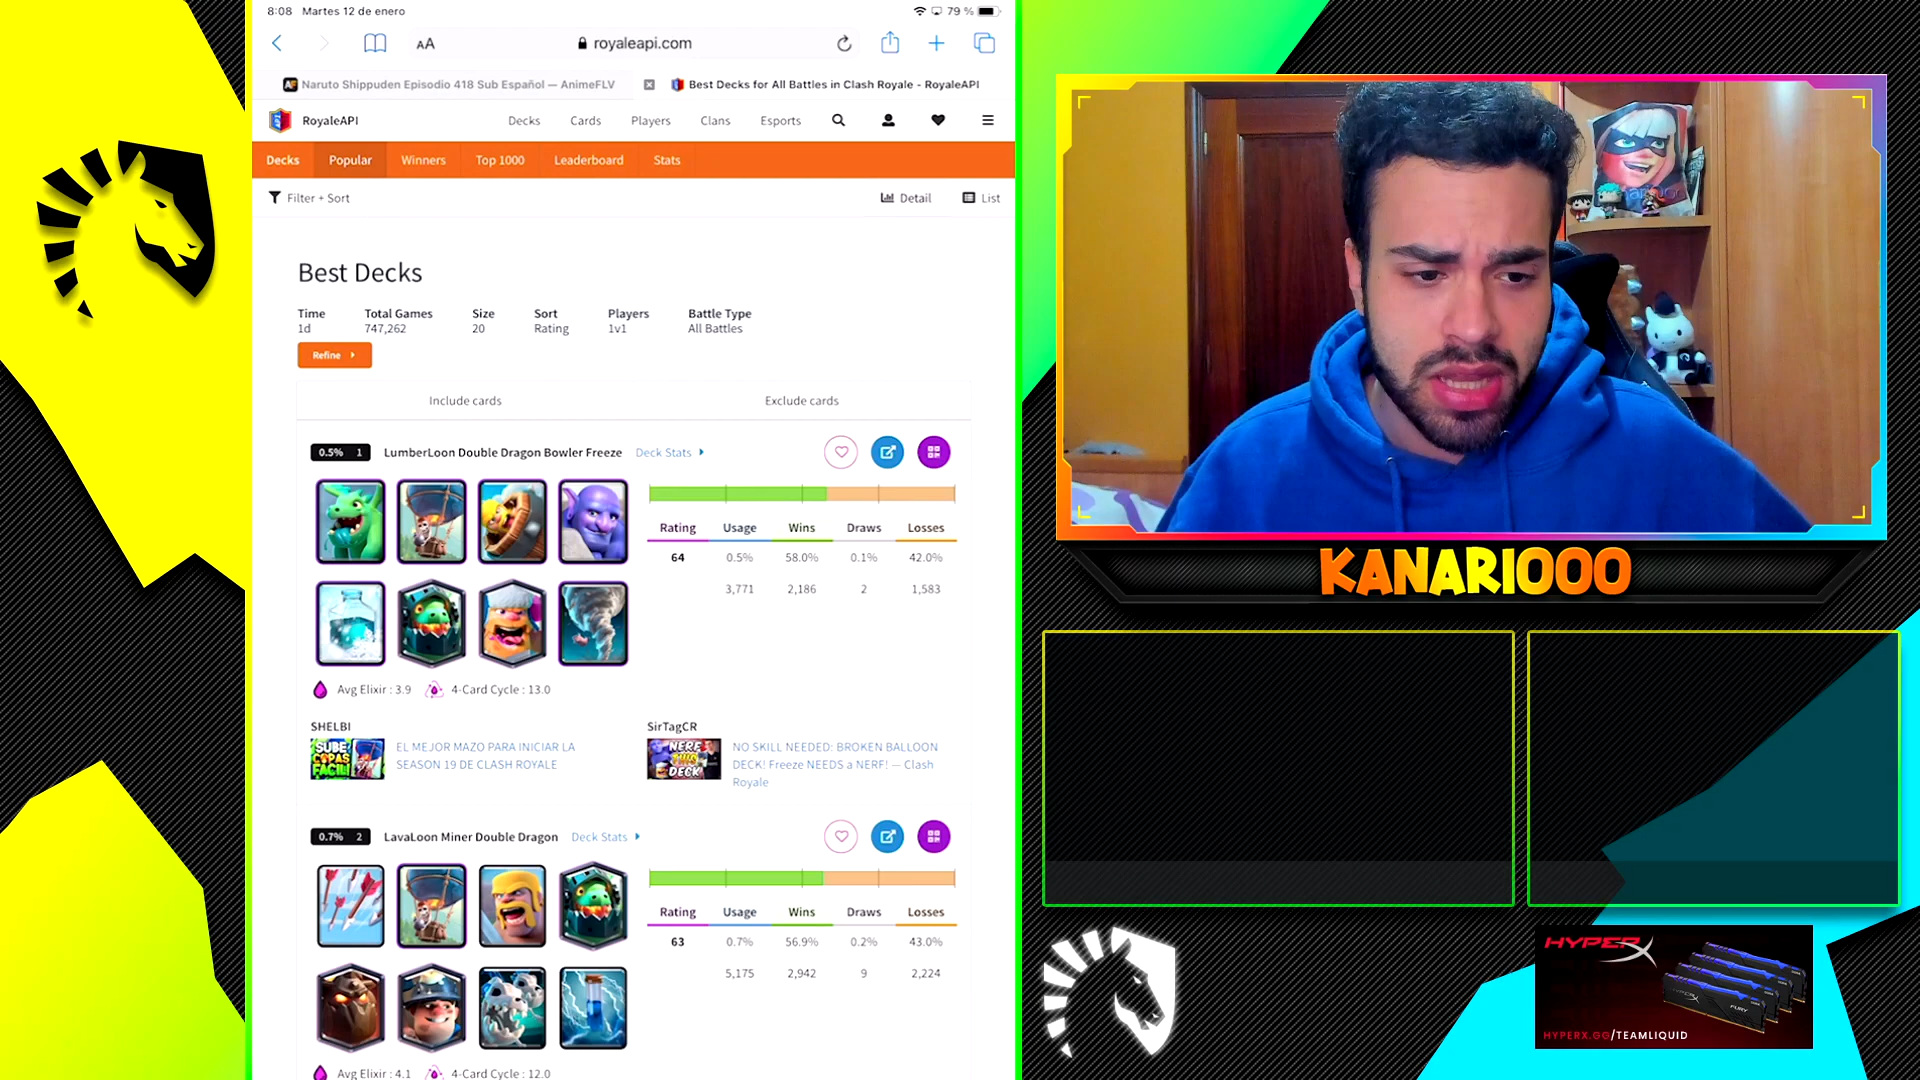 8:08 Martes 12 de enero
79 %
AA
royaleapi.com
AF Naruto Shippuden Episodio 418 Sub Español — AnimeFLV
Best Decks for All Battles in Clash Royale - RoyaleAPI
RoyaleAPI
Decks Cards Players Clans Esports
Decks Popular Winners Top 1000 Leaderboard Stats
Filter + Sort
Detail List
Best Decks
Time Total Games Size Sort Players Battle Type
1d 747,262 20 Rating 1v1 All Battles
Refine
Include cards Exclude cards
0.5% 1 LumberLoon Double Dragon Bowler Freeze Deck Stats
Rating Usage Wins Draws Losses
64 0.5% 58.0% 0.1% 42.0%
3,771 2,186 2 1,583
Avg Elixir : 3.9 4-Card Cycle : 13.0
SHELBI
SUBE COPAS FÁCIL!
EL MEJOR MAZO PARA INICIAR LA
SEASON 19 DE CLASH ROYALE
SirTagCR
NERF THIS DECK
NO SKILL NEEDED: BROKEN BALLOON
DECK! Freeze NEEDS a NERF! — Clash
Royale
0.7% 2 LavaLoon Miner Double Dragon Deck Stats
Rating Usage Wins Draws Losses
63 0.7% 56.9% 0.2% 43.0%
5,175 2,942 9 2,224
Avg Elixir : 4.1 4-Card Cycle : 12.0
KANARIOOO
HYPERX
FURY
HYPERX.GG/TEAMLIQUID